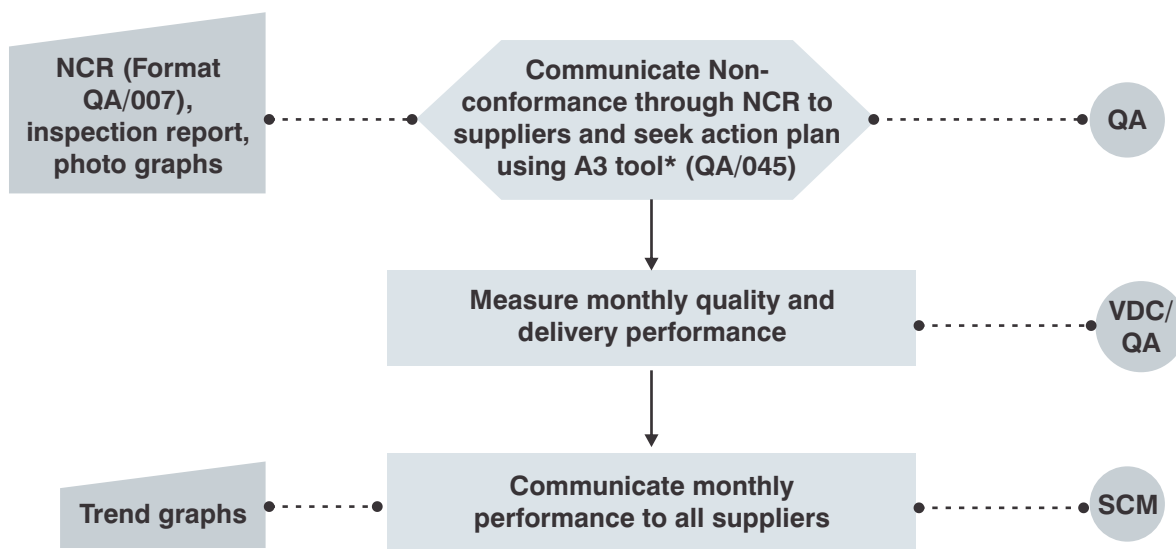 NCR (Format
QA/007),
inspection report,
photo graphs
Communicate Non-
conformance through NCR to
suppliers and seek action plan
using A3 tool* (QA/045)
QA
Measure monthly quality and
delivery performance
VDC/
QA
Trend graphs
Communicate monthly
performance to all suppliers
SCM